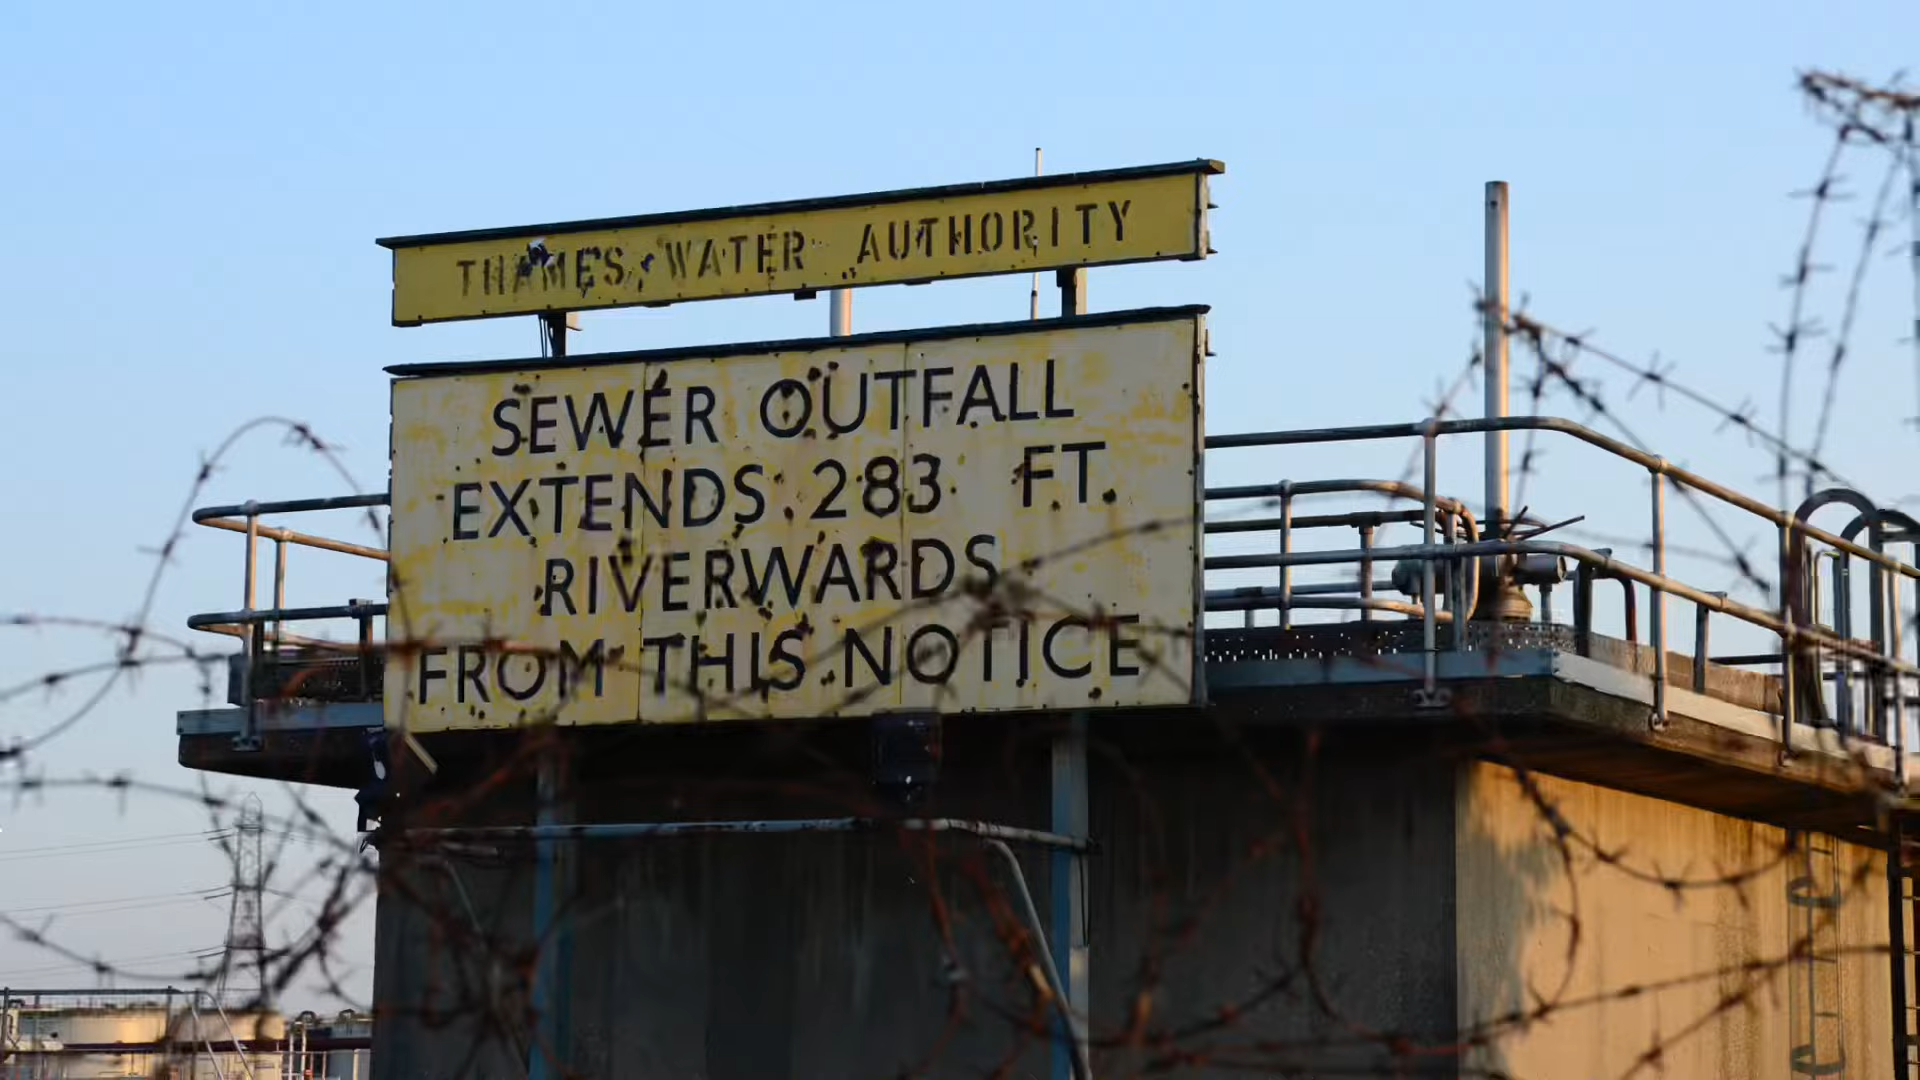 THAMES WATER AUTHORITY
SEWER OUTFALL
EXTENDS 283 FT.
RIVERWARDS
FROM THIS NOTICE